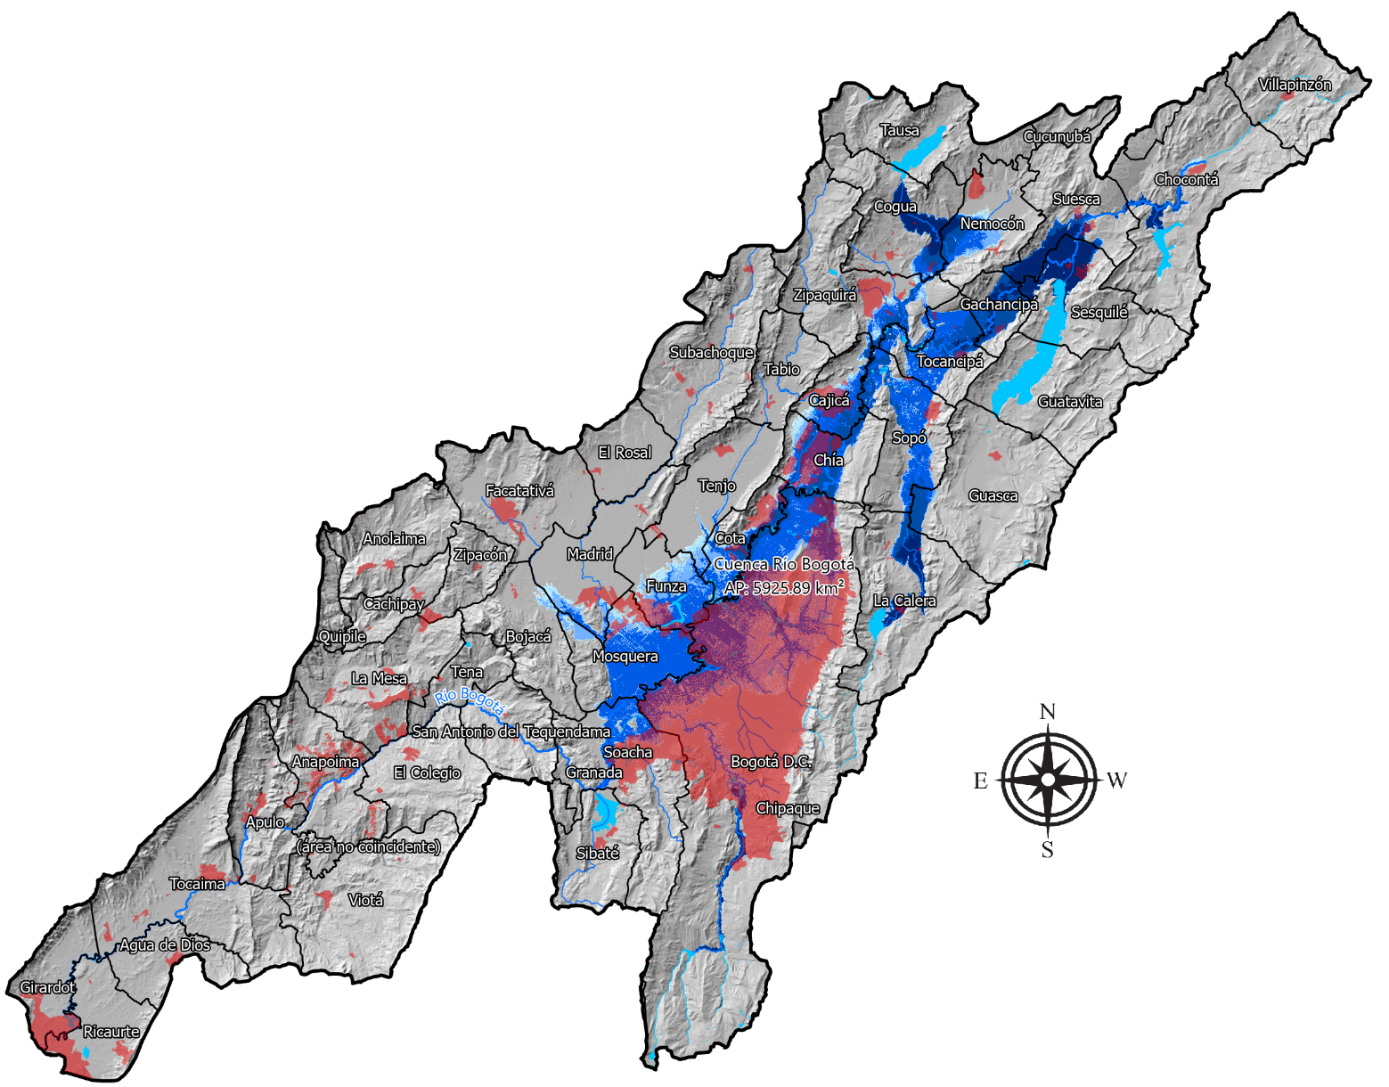 Villapinzón
Tausa
Cucunubá
Chocontá
Suesca
Cogua
Nemocón
Zipaquirá
Gachancipá
Sesquilé
Subachoque
Tabio
Tocancipá
Cajicá
Guatavita
Sopó
El Rosal
Chía
Tenjo
Facatativá
Guasca
Anolaima
Cota
Zipacón
Madrid
Cuenca Río Bogotá
AP: 5925.89 km²
Funza
Cachipay
La Calera
Quipile
Bojacá
Mosquera
Tena
La Mesa
Río Bogotá
San Antonio del Tequendama
Soacha
Anapoima
El Colegio
Granada
Bogotá D.C.
Chipaque
Apulo
(área no coincidente)
Sibaté
Tocaima
Viotá
Agua de Dios
Girardot
Ricaurte
N
E
W
S